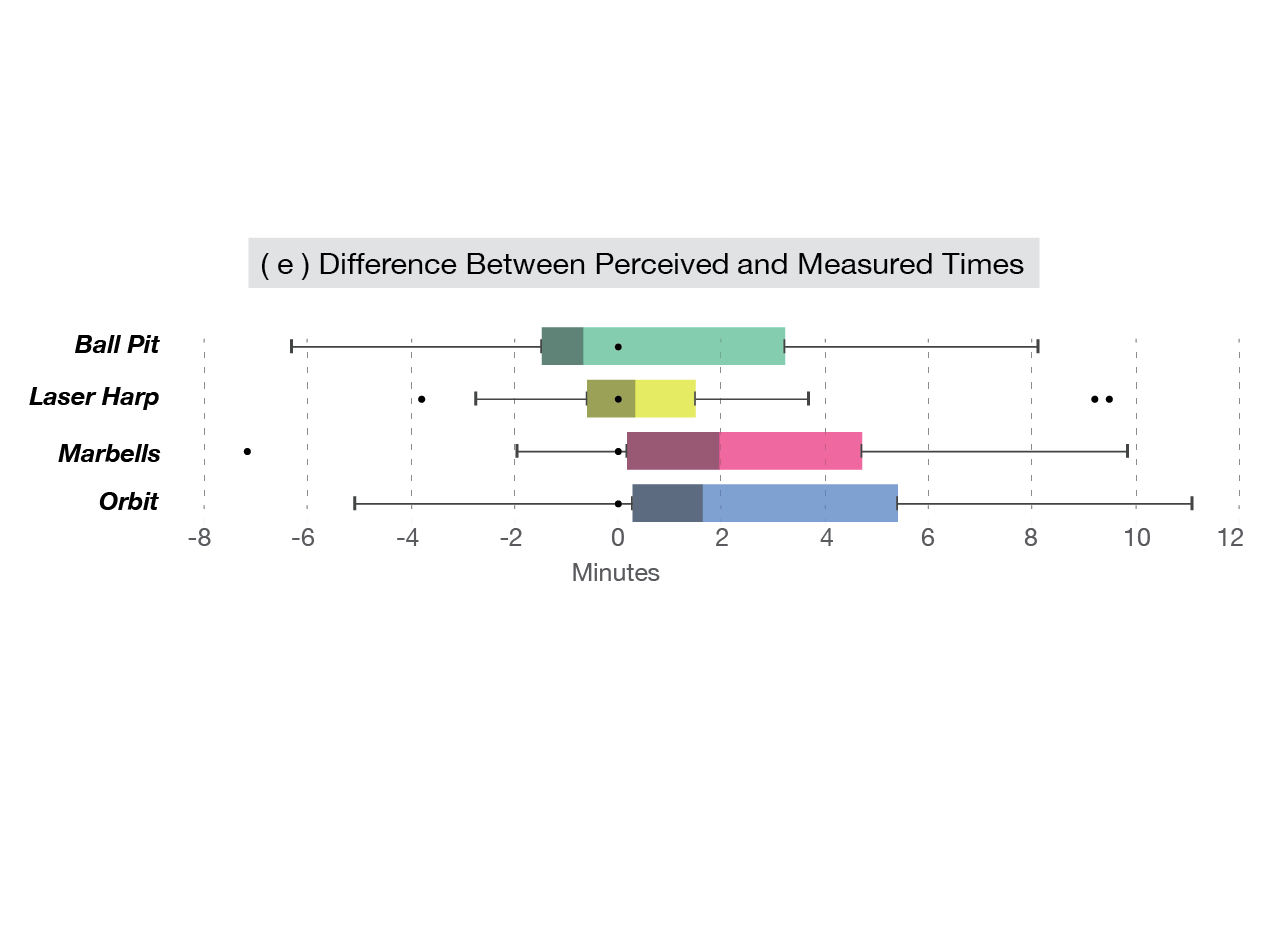 ( e ) Difference Between Perceived and Measured Times
Ball Pit
Laser Harp
Marbells
Orbit
-8 -6 -4 -2 0 2 4 6 8 10 12
Minutes